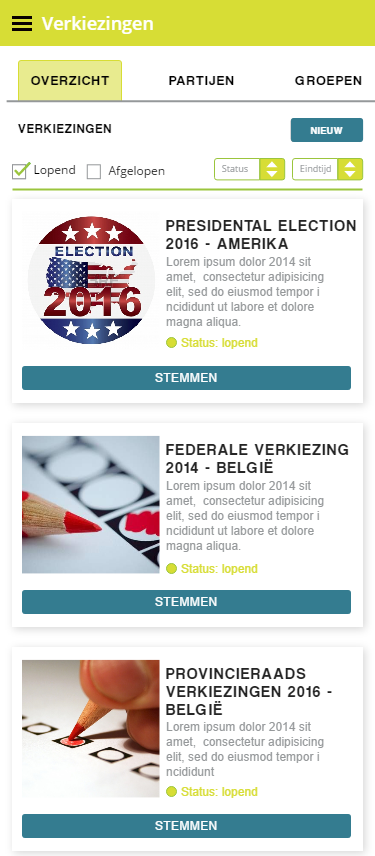 Verkiezingen
OVERZICHT PARTIJEN GROEPEN
VERKIEZINGEN NIEUW
Lopend Afgelopen Status Eindtijd
ELECTION
2016
PRESIDENTAL ELECTION
2016 - AMERIKA
Lorem ipsum dolor 2014 sit
amet, consectetur adipisicing
elit, sed do eiusmod tempor i
ncididunt ut labore et dolore
magna aliqua.
Status: lopend
STEMMEN
FEDERALE VERKIEZING
2014 - BELGIË
Lorem ipsum dolor 2014 sit
amet, consectetur adipisicing
elit, sed do eiusmod tempor i
ncididunt ut labore et dolore
magna aliqua.
Status: lopend
STEMMEN
PROVINCIERAADS
VERKIEZINGEN 2016 -
BELGIË
Lorem ipsum dolor 2014 sit
amet, consectetur adipisicing
elit, sed do eiusmod tempor i
ncididunt
Status: lopend
STEMMEN